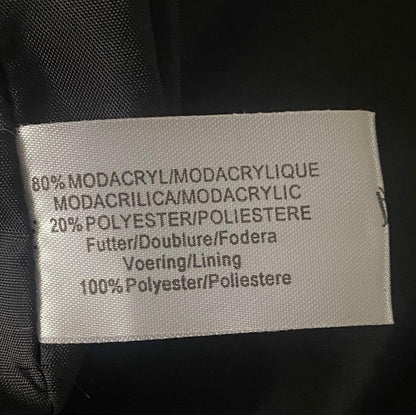 80% MODACRYL/MODACRYLIQUE
MODACRILICA/MODACRYLIC
20% POLYESTER/POLIESTERE
Futter/Doublure/Fodera
Voering/Lining
100% Polyester/Poliestere